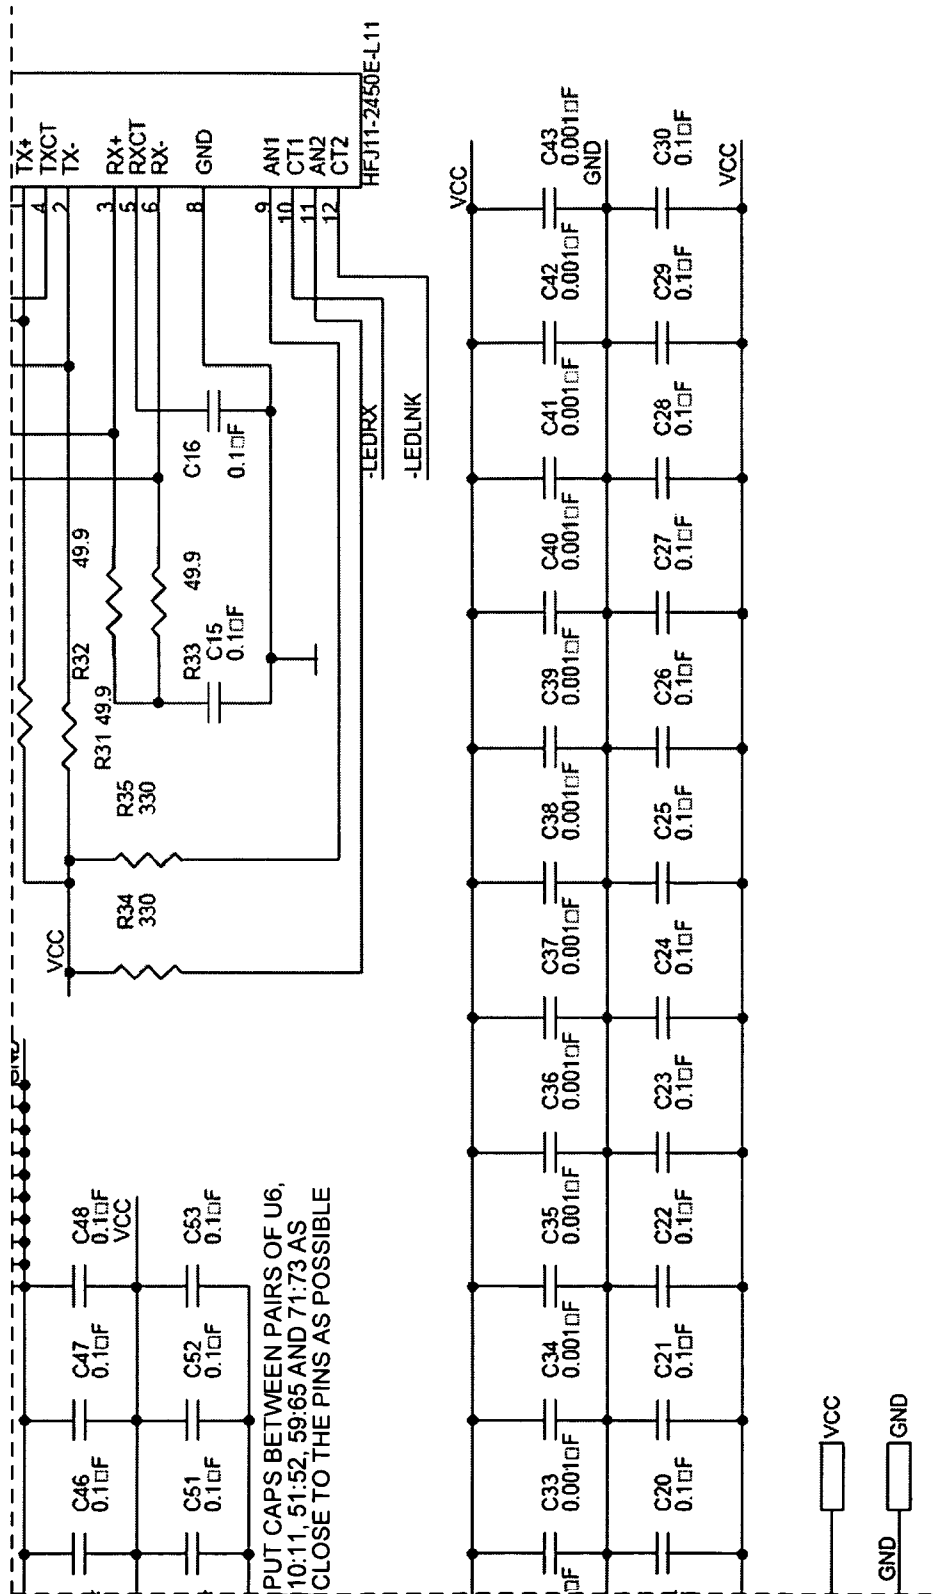 TX+
TXCT
TX-
RX+
RXCT
RX-
GND
AN1
CT1
AN2
CT2
HFJ11-2450E-L11
1
4
2
3
5
6
8
9
10
11
12
C16
0.1□F
-LEDRX
-LEDLNK
49.9
R32
49.9
R33
C15
0.1□F
R31 49.9
R35
330
R34
330
VCC
GND
C48
0.1□F
VCC
C47
0.1□F
C46
0.1□F
C53
0.1□F
C52
0.1□F
C51
0.1□F
PUT CAPS BETWEEN PAIRS OF U6,
10:11, 51:52, 59:65 AND 71:73 AS
CLOSE TO THE PINS AS POSSIBLE
VCC
C43
0.001□F
GND
C42
0.001□F
C41
0.001□F
C40
0.001□F
C39
0.001□F
C38
0.001□F
C37
0.001□F
C36
0.001□F
C35
0.001□F
C34
0.001□F
C33
0.001□F
□F
C30
0.1□F
VCC
C29
0.1□F
C28
0.1□F
C27
0.1□F
C26
0.1□F
C25
0.1□F
C24
0.1□F
C23
0.1□F
C22
0.1□F
C21
0.1□F
C20
0.1□F
VCC
GND
GND